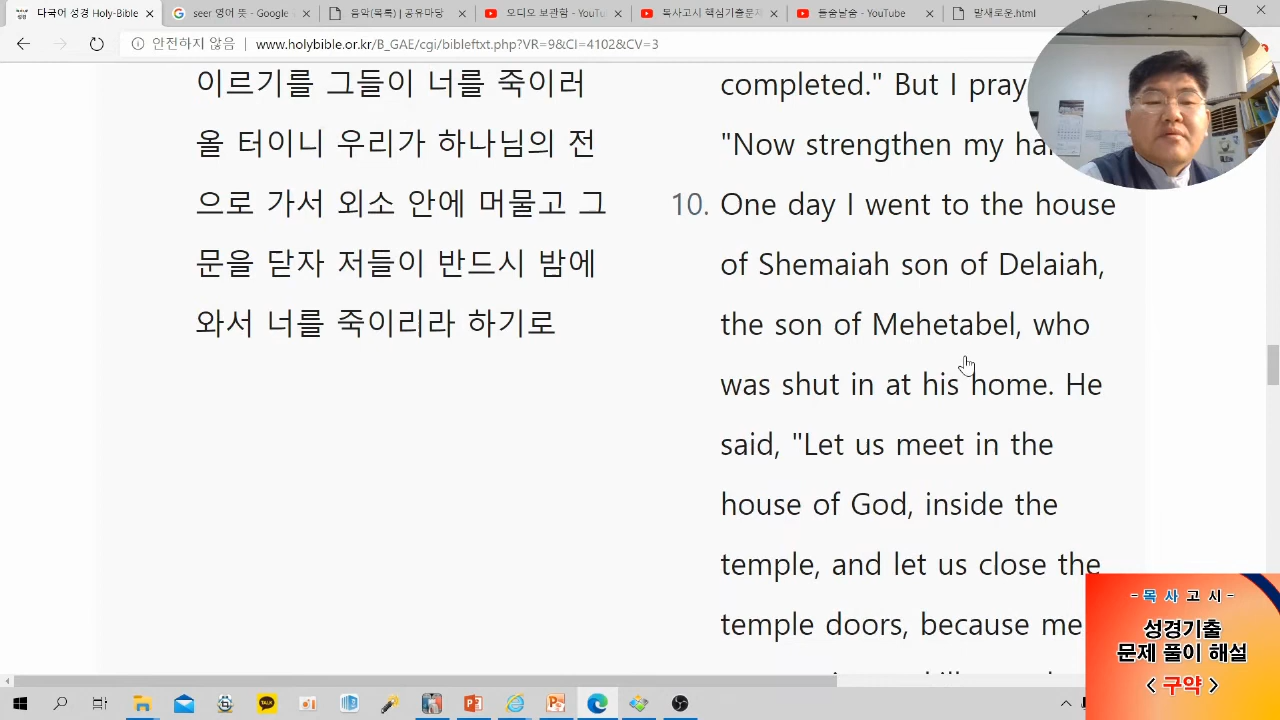 다국어 성경 Holy-Bible
seer 영어 뜻 - Google
음악(목록) | 공유마당
오디오 보관함 - YouTu
목사고시 핵심기출문제
들숨날숨 - YouTube
말새로운.html
안전하지 않음 | www.holybible.or.kr/B_GAE/cgi/bibleftxt.php?VR=9&CI=4102&CV=3
이르기를 그들이 너를 죽이러
올 터이니 우리가 하나님의 전
으로 가서 외소 안에 머물고 그
문을 닫자 저들이 반드시 밤에
와서 너를 죽이리라 하기로
completed." But I pray
"Now strengthen my ha
10. One day I went to the house
of Shemaiah son of Delaiah,
the son of Mehetabel, who
was shut in at his home. He
said, "Let us meet in the
house of God, inside the
temple, and let us close the
temple doors, because me
- 목사고시 -
성경기출
문제 풀이 해설
< 구약 >
TALK